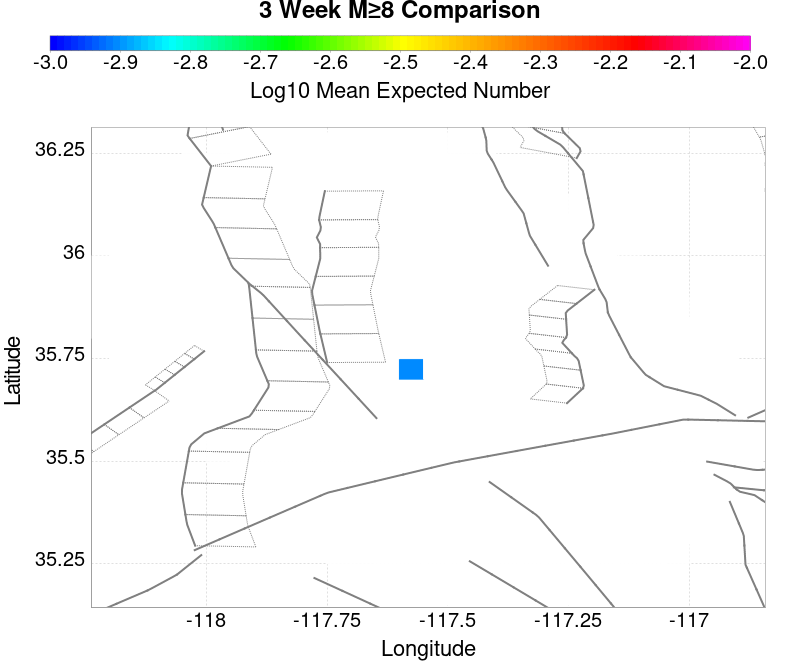 3 Week M≥8 Comparison
-3.0 -2.9 -2.8 -2.7 -2.6 -2.5 -2.4 -2.3 -2.2 -2.1 -2.0
Log10 Mean Expected Number
36.25
36
35.75
35.5
35.25
Latitude
-118 -117.75 -117.5 -117.25 -117
Longitude